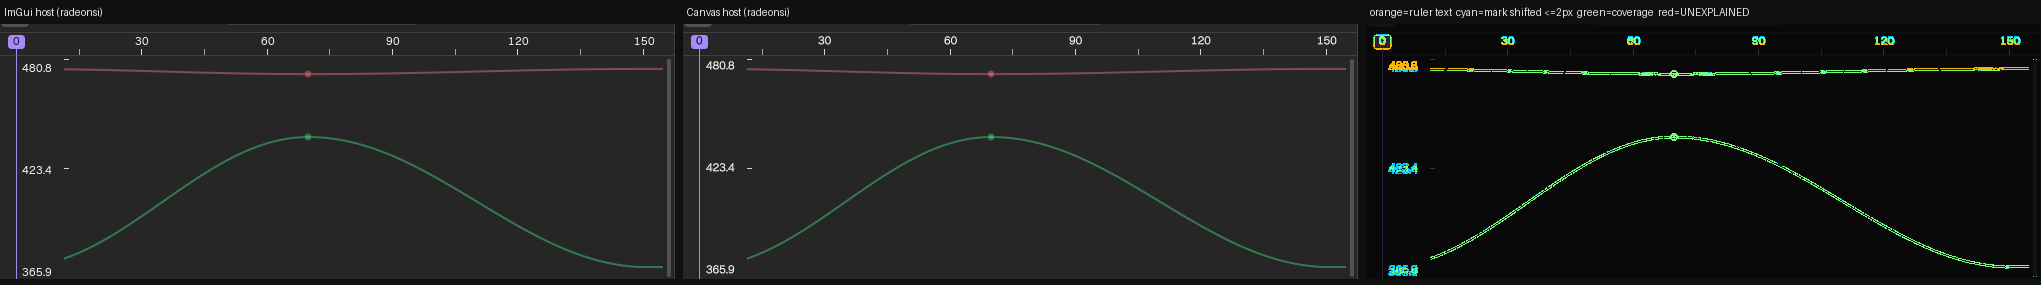 ImGui host (radeonsi)
0 30 60 90 120 150
480.8
423.4
365.9
Canvas host (radeonsi)
0 30 60 90 120 150
480.8
423.4
365.9
orange=ruler text cyan=mark shifted <=2px green=coverage red=UNEXPLAINED
0 30 60 90 120 150
423.4